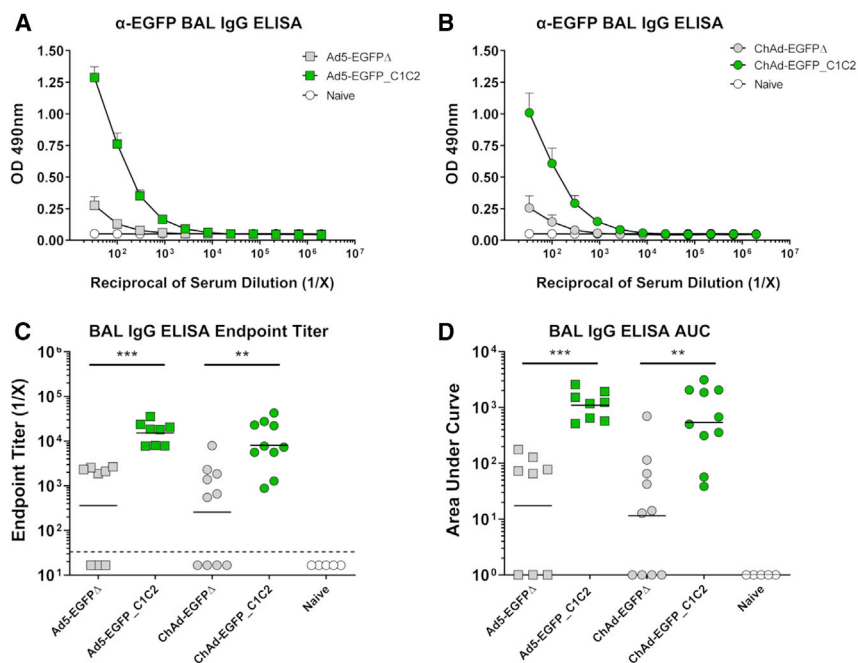 A
α-EGFP BAL IgG ELISA
OD 490nm
1.50
1.25
1.00
0.75
0.50
0.25
0.00
Ad5-EGFPΔ
Ad5-EGFP_C1C2
Naive
10² 10³ 10⁴ 10⁵ 10⁶ 10⁷
Reciprocal of Serum Dilution (1/X)
B
α-EGFP BAL IgG ELISA
OD 490nm
1.50
1.25
1.00
0.75
0.50
0.25
0.00
ChAd-EGFPΔ
ChAd-EGFP_C1C2
Naive
10² 10³ 10⁴ 10⁵ 10⁶ 10⁷
Reciprocal of Serum Dilution (1/X)
C
BAL IgG ELISA Endpoint Titer
Endpoint Titer (1/X)
10⁶
10⁵
10⁴
10³
10²
10¹
*** **
Ad5-EGFPΔ
Ad5-EGFP_C1C2
ChAd-EGFPΔ
ChAd-EGFP_C1C2
Naive
D
BAL IgG ELISA AUC
Area Under Curve
10⁴
10³
10²
10¹
10⁰
*** **
Ad5-EGFPΔ
Ad5-EGFP_C1C2
ChAd-EGFPΔ
ChAd-EGFP_C1C2
Naive